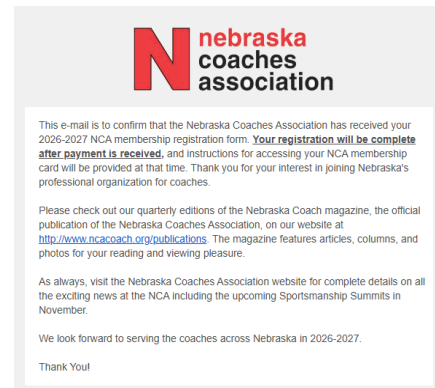 nebraska
coaches
association
This e-mail is to confirm that the Nebraska Coaches Association has received your
2026-2027 NCA membership registration form. Your registration will be complete
after payment is received, and instructions for accessing your NCA membership
card will be provided at that time. Thank you for your interest in joining Nebraska's
professional organization for coaches.
Please check out our quarterly editions of the Nebraska Coach magazine, the official
publication of the Nebraska Coaches Association, on our website at
http://www.ncacoach.org/publications. The magazine features articles, columns, and
photos for your reading and viewing pleasure.
As always, visit the Nebraska Coaches Association website for complete details on all
the exciting news at the NCA including the upcoming Sportsmanship Summits in
November.
We look forward to serving the coaches across Nebraska in 2026-2027.
Thank You!